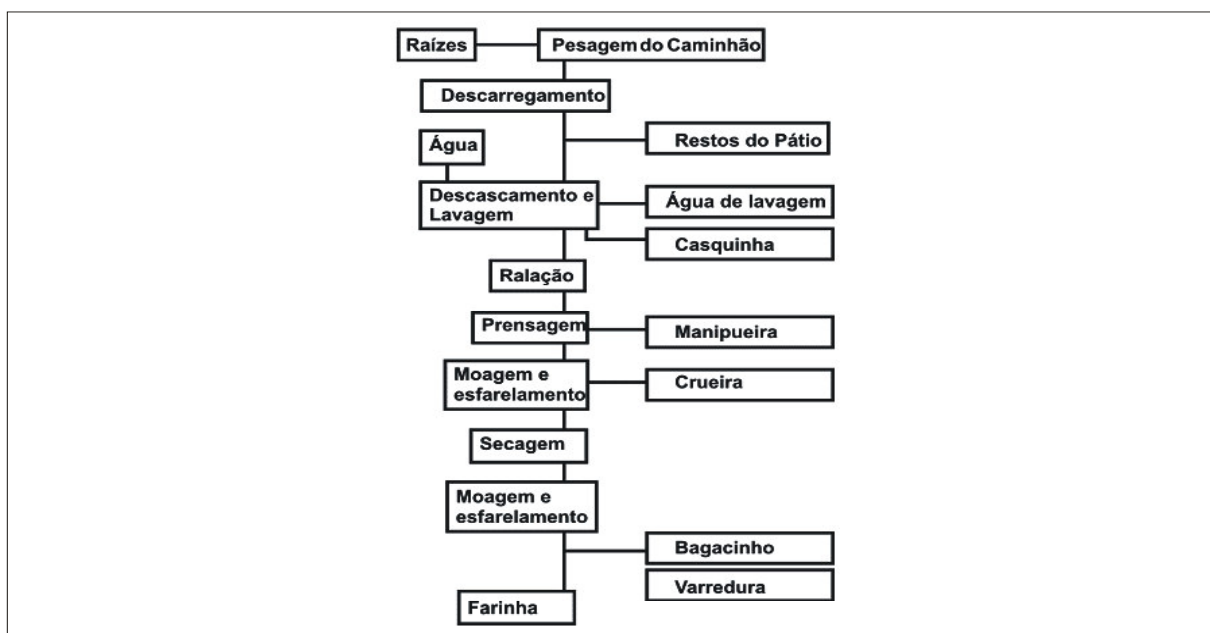 Raízes
Pesagem do Caminhão
Descarregamento
Restos do Pátio
Água
Descascamento e
Lavagem
Água de lavagem
Casquinha
Ralação
Prensagem
Manipueira
Moagem e
esfarelamento
Crueira
Secagem
Moagem e
esfarelamento
Bagacinho
Varredura
Farinha